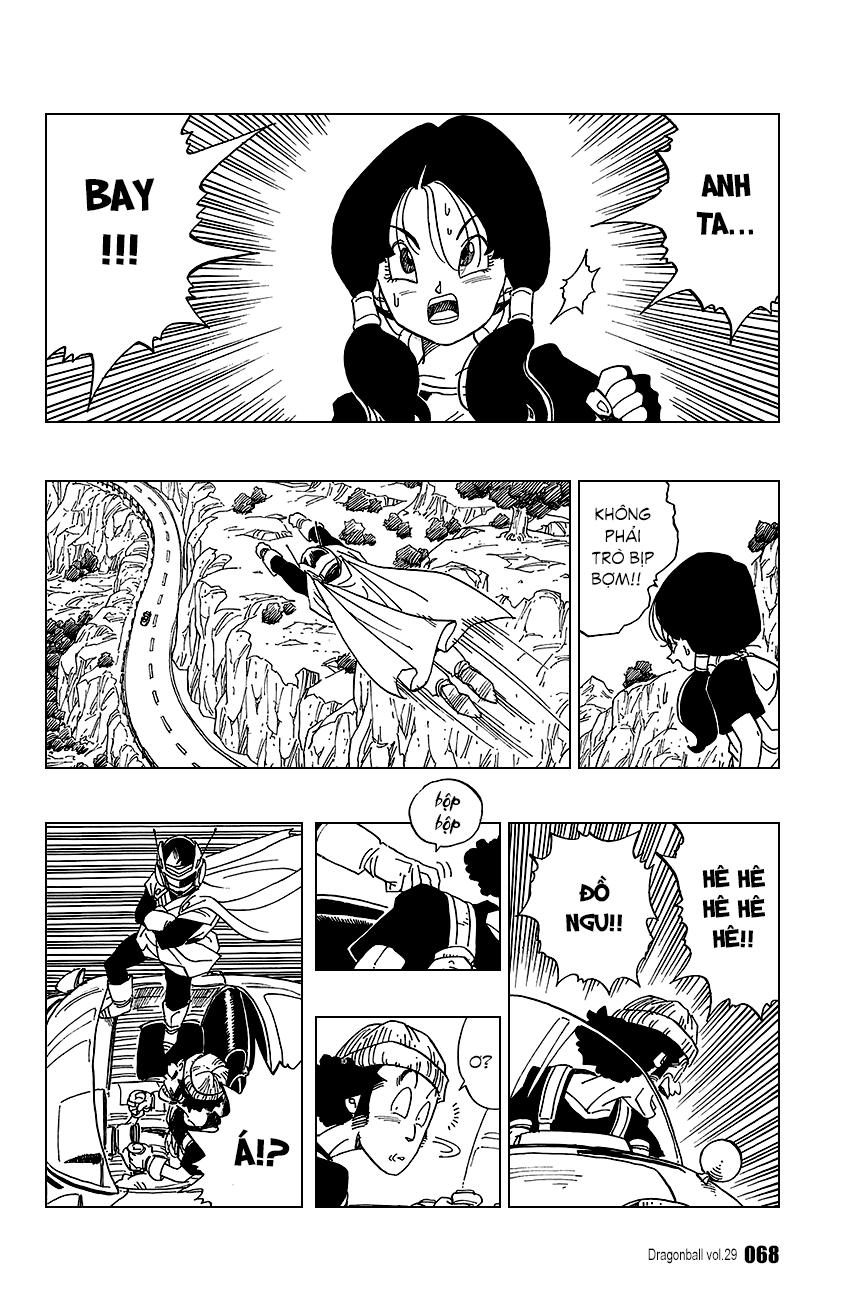 ANH
TA...
BAY
!!!
KHÔNG
PHẢI
TRÒ BỊP
BỢM!!
HÊ HÊ
HÊ HÊ
HÊ!!
ĐỒ
NGU!!
bộp
bộp
Ơ?
Á!?
Dragonball vol.29 068